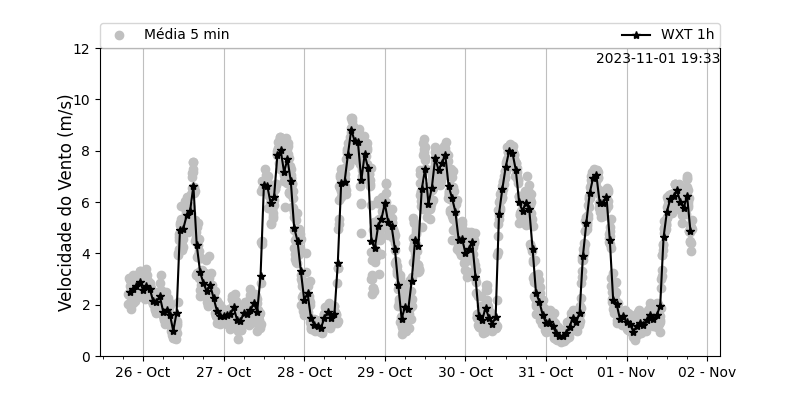 Média 5 min
WXT 1h
2023-11-01 19:33
Velocidade do Vento (m/s)
12
10
8
6
4
2
0
26 - Oct
27 - Oct
28 - Oct
29 - Oct
30 - Oct
31 - Oct
01 - Nov
02 - Nov